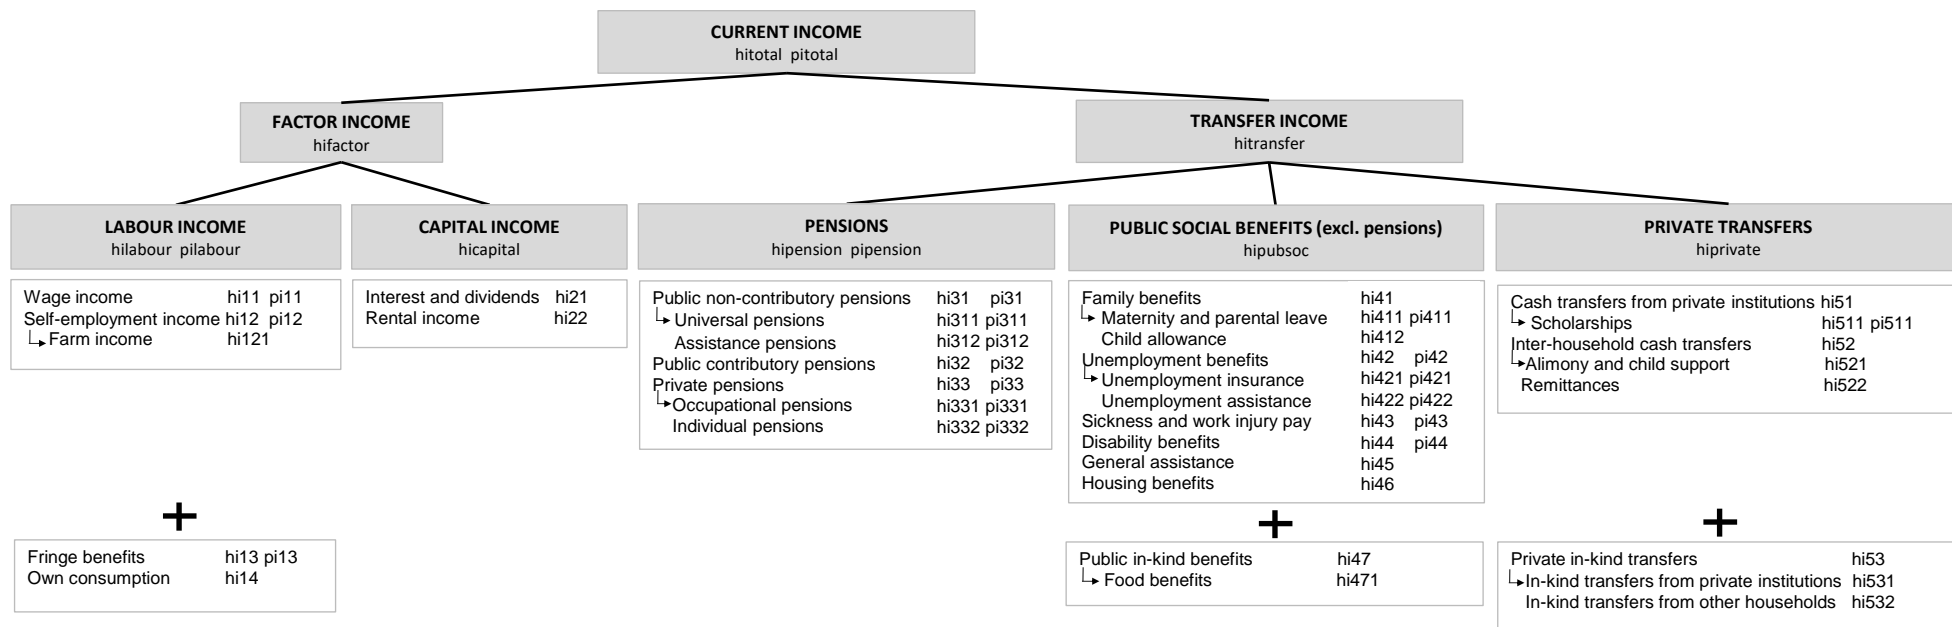 CURRENT INCOME
hitotal pitotal
FACTOR INCOME
hifactor
TRANSFER INCOME
hitransfer
LABOUR INCOME
hilabour pilabour
CAPITAL INCOME
hicapital
PENSIONS
hipension pipension
PUBLIC SOCIAL BENEFITS (excl. pensions)
hipubsoc
PRIVATE TRANSFERS
hiprivate
Wage income hi11 pi11
Self-employment income hi12 pi12
Farm income hi121
Interest and dividends hi21
Rental income hi22
Public non-contributory pensions hi31 pi31
Universal pensions hi311 pi311
Assistance pensions hi312 pi312
Public contributory pensions hi32 pi32
Private pensions hi33 pi33
Occupational pensions hi331 pi331
Individual pensions hi332 pi332
Family benefits hi41
Maternity and parental leave hi411 pi411
Child allowance hi412
Unemployment benefits hi42 pi42
Unemployment insurance hi421 pi421
Unemployment assistance hi422 pi422
Sickness and work injury pay hi43 pi43
Disability benefits hi44 pi44
General assistance hi45
Housing benefits hi46
Cash transfers from private institutions hi51
Scholarships hi511 pi511
Inter-household cash transfers hi52
Alimony and child support hi521
Remittances hi522
+
+
+
Fringe benefits hi13 pi13
Own consumption hi14
Public in-kind benefits hi47
Food benefits hi471
Private in-kind transfers hi53
In-kind transfers from private institutions hi531
In-kind transfers from other households hi532